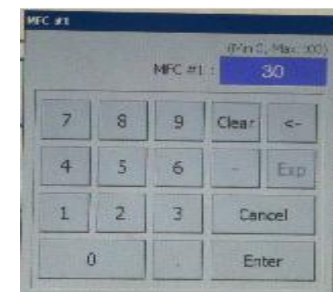 MFC #1
(Min 0, Max 100)
MFC #1 : 30
7 8 9 Clear <-
4 5 6 - Exp
1 2 3 Cancel
0 . Enter